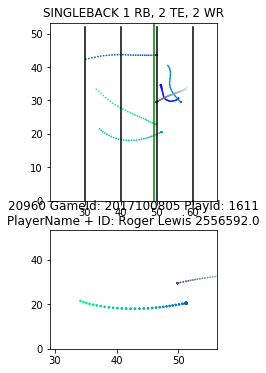 SINGLEBACK 1 RB, 2 TE, 2 WR
50
40
30
20
10
0
30 40 50 60
20960 GameId: 2017100805 PlayId: 1611
PlayerName + ID: Roger Lewis 2556592.0
40
20
0
30 40 50